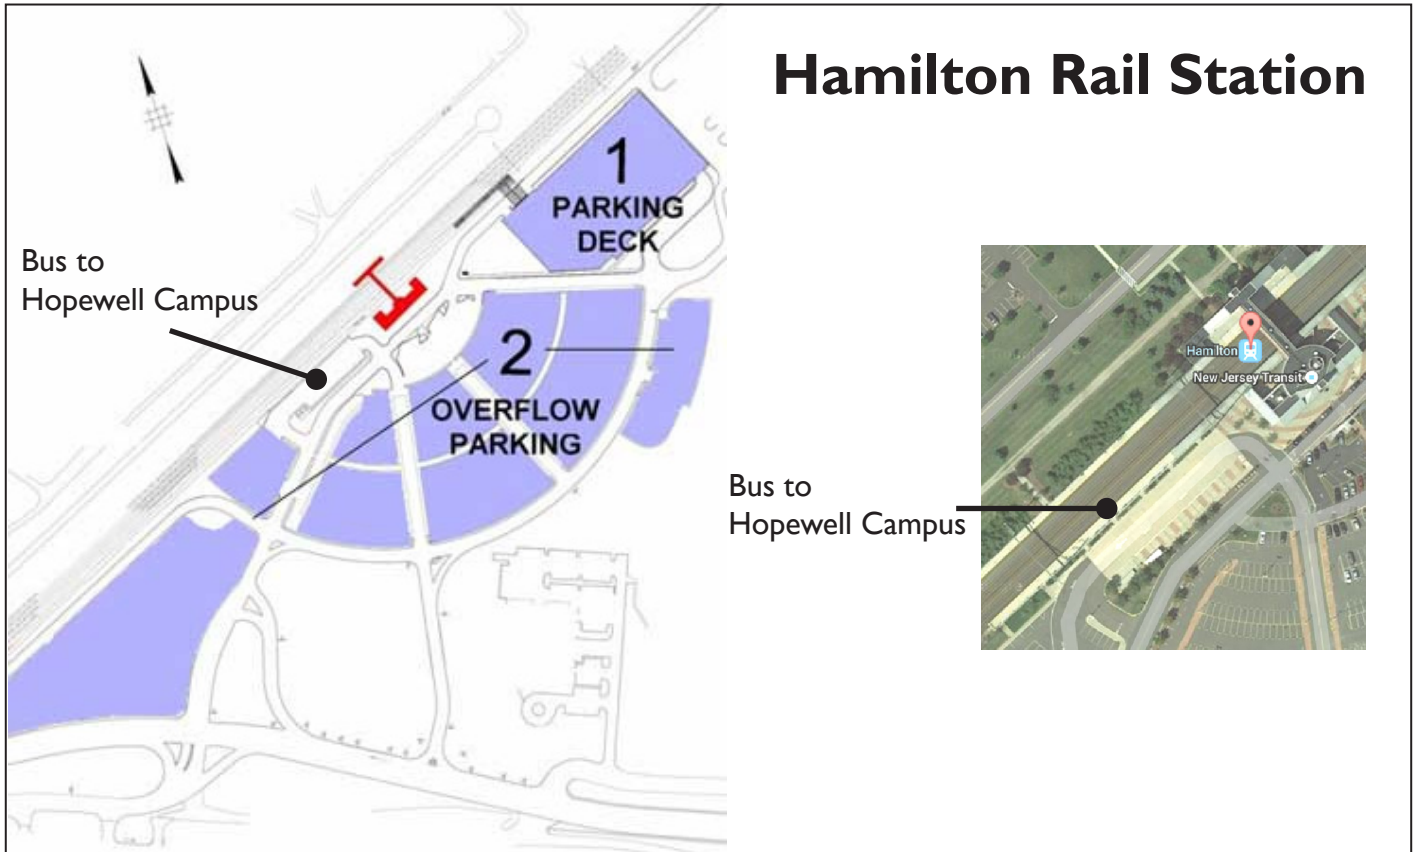 Hamilton Rail Station
1
PARKING
DECK
Bus to
Hopewell Campus
2
OVERFLOW
PARKING
Hamilton
New Jersey Transit
Bus to
Hopewell Campus